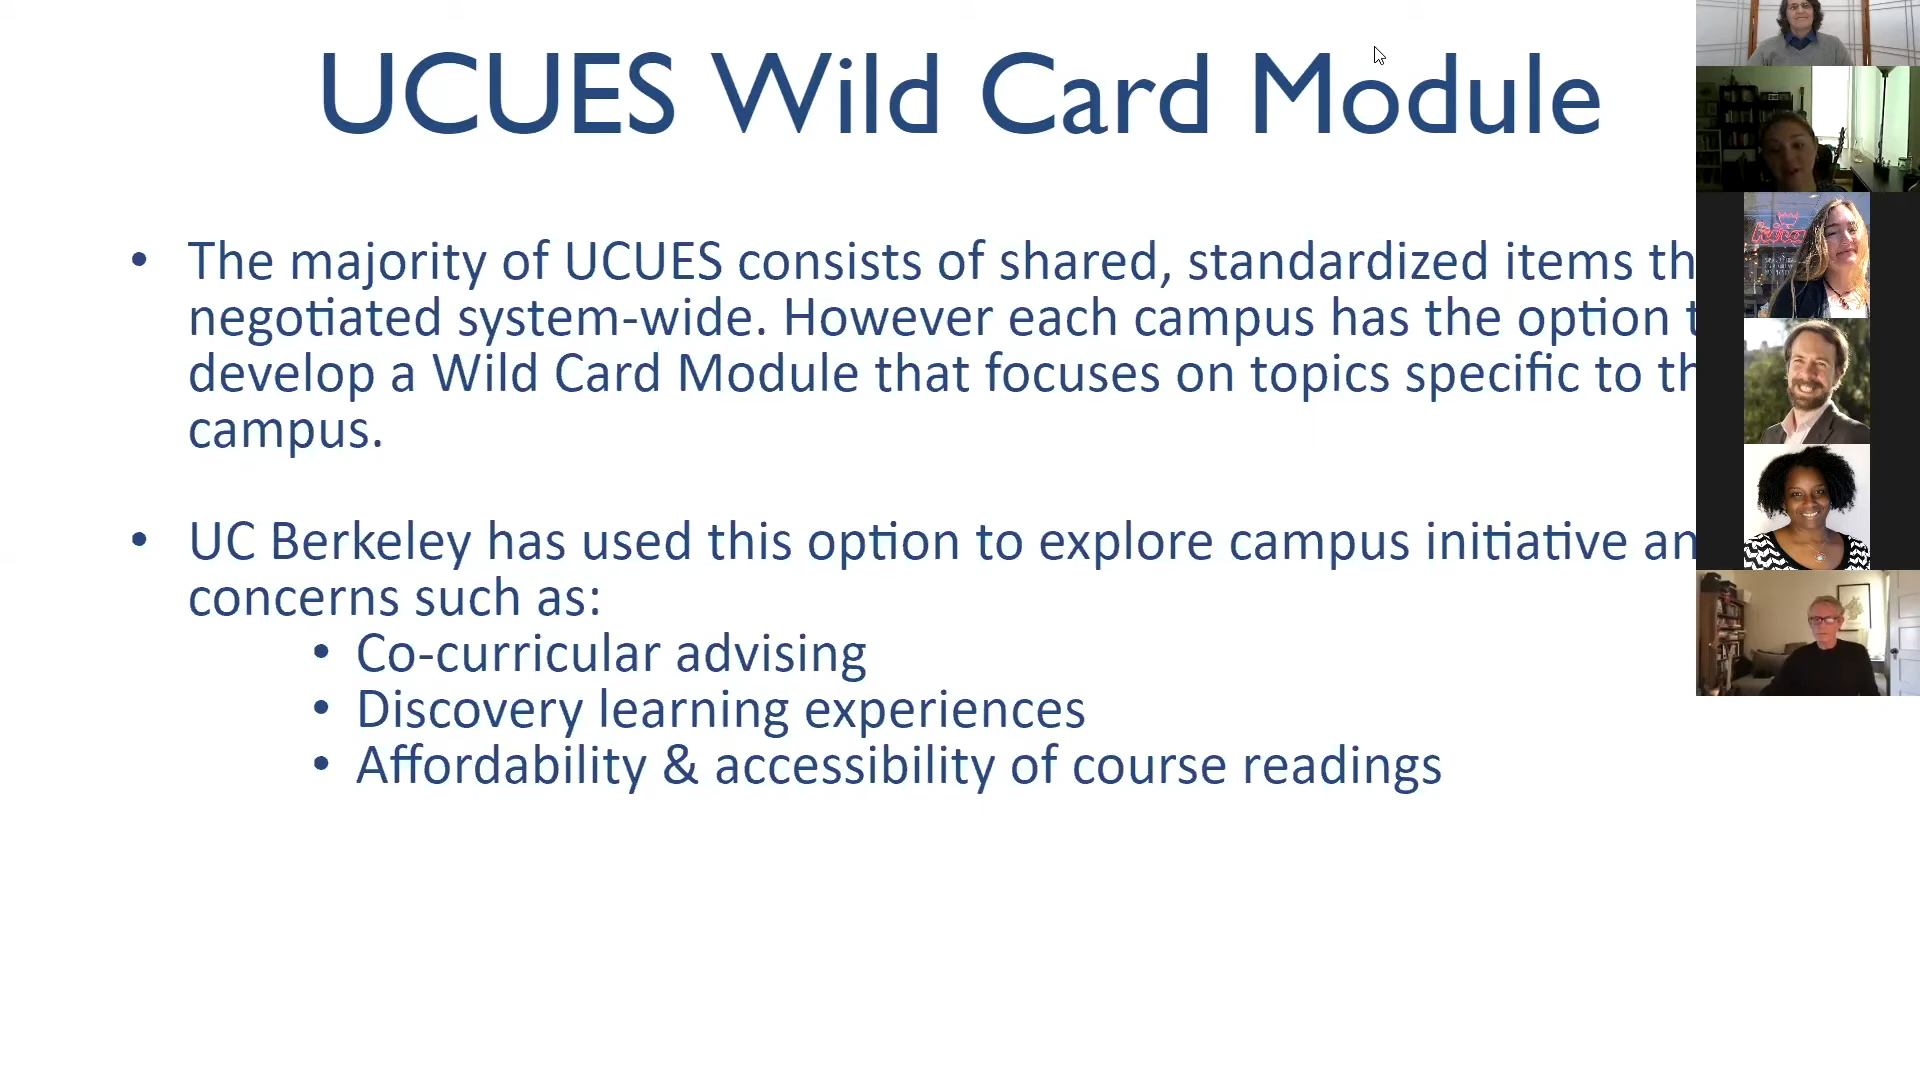 UCUES Wild Card Module
• The majority of UCUES consists of shared, standardized items th
negotiated system-wide. However each campus has the option t
develop a Wild Card Module that focuses on topics specific to th
campus.
• UC Berkeley has used this option to explore campus initiative an
concerns such as:
• Co-curricular advising
• Discovery learning experiences
• Affordability & accessibility of course readings